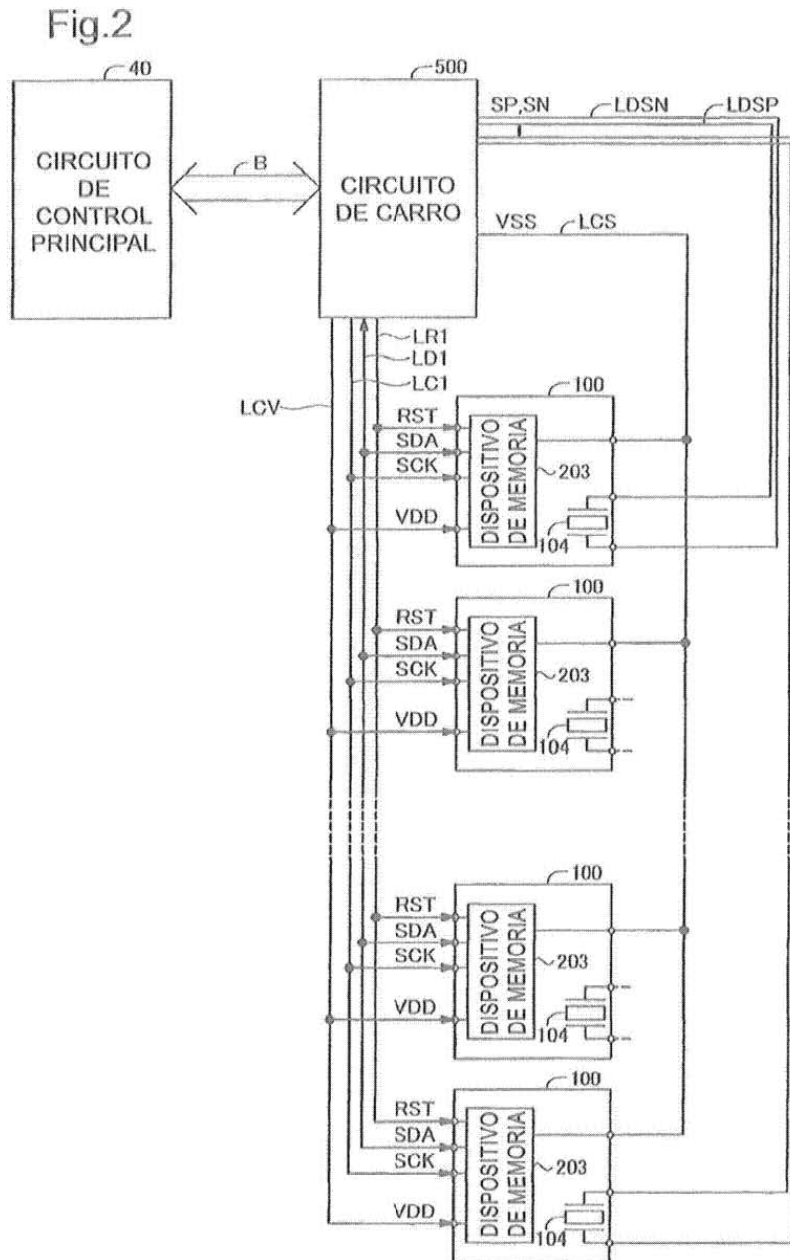 Fig.2
40
500
CIRCUITO
DE
CONTROL
PRINCIPAL
B
CIRCUITO
DE CARRO
SP,SN
LDSN
LDSP
VSS
LCS
LR1
LD1
LC1
LCV
100
RST
SDA
SCK
VDD
DISPOSITIVO
DE MEMORIA
203
104
100
RST
SDA
SCK
VDD
DISPOSITIVO
DE MEMORIA
203
104
100
RST
SDA
SCK
VDD
DISPOSITIVO
DE MEMORIA
203
104
100
RST
SDA
SCK
VDD
DISPOSITIVO
DE MEMORIA
203
104